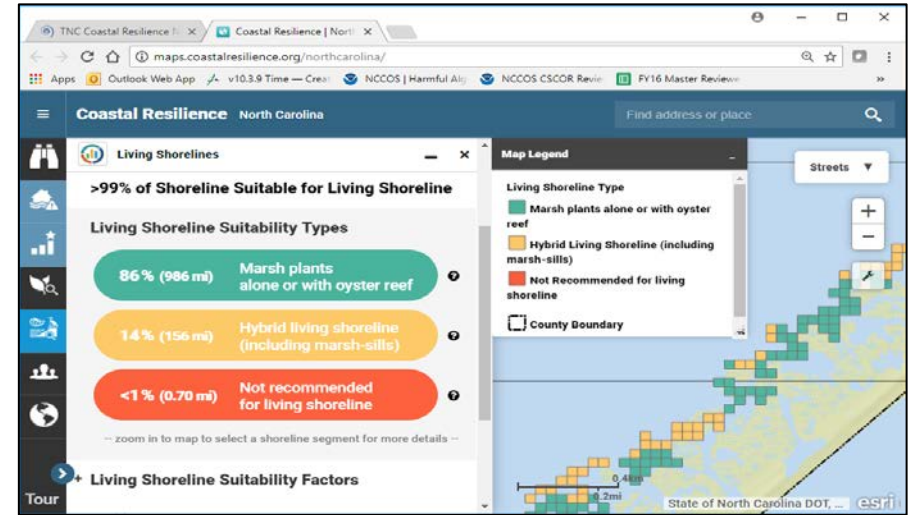 TNC Coastal Resilience
Coastal Resilience | Nort
maps.coastalresilience.org/northcarolina/
Apps
Outlook Web App
v10.3.9 Time — Creat
NCCOS | Harmful Alg
NCCOS CSCOR Review
FY16 Master Reviewe
»
Coastal Resilience North Carolina
Find address or place
Living Shorelines
>99% of Shoreline Suitable for Living Shoreline
Living Shoreline Suitability Types
86% (986 mi)
Marsh plants
alone or with oyster reef
14% (156 mi)
Hybrid living shoreline
(including marsh-sills)
<1% (0.70 mi)
Not recommended
for living shoreline
-- zoom in to map to select a shoreline segment for more details --
+ Living Shoreline Suitability Factors
Tour
Map Legend
Living Shoreline Type
Marsh plants alone or with oyster
reef
Hybrid Living Shoreline (including
marsh-sills)
Not Recommended for living
shoreline
County Boundary
Streets
0.4km
0.2mi
State of North Carolina DOT, ...
esri